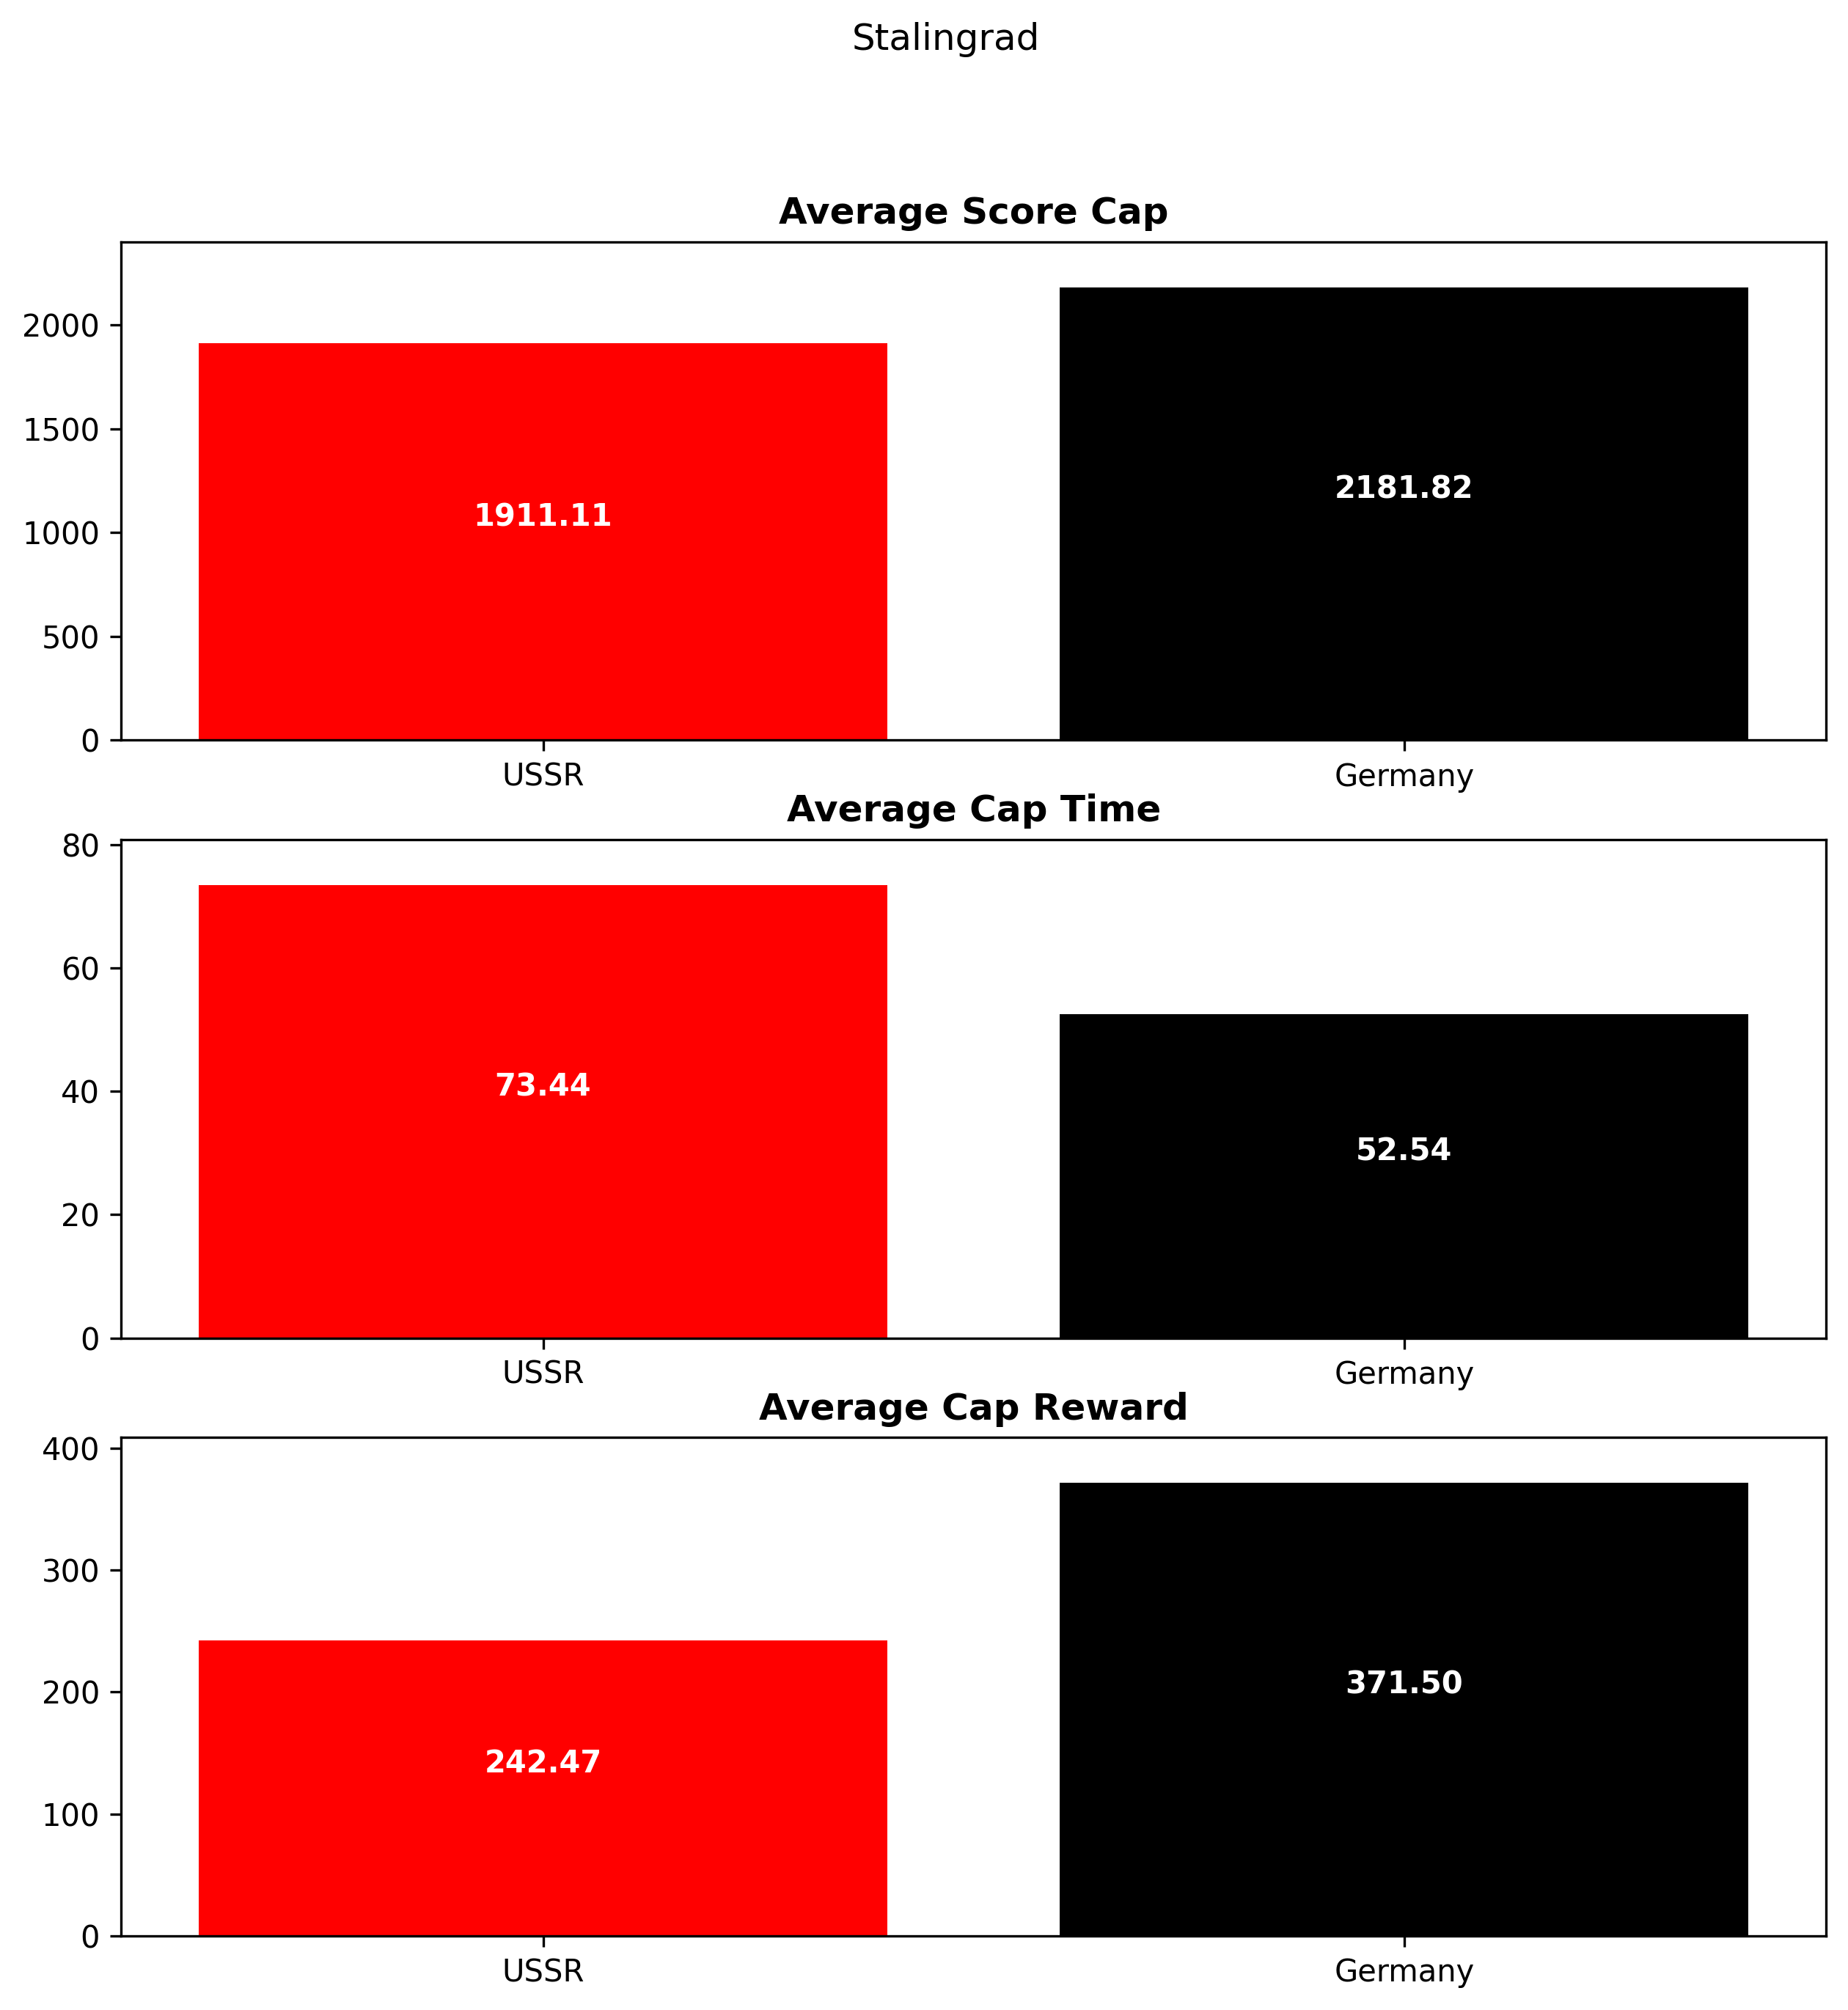 Stalingrad
Average Score Cap
2000
1500
1000
500
0
1911.11
2181.82
USSR
Germany
Average Cap Time
80
60
40
20
0
73.44
52.54
USSR
Germany
Average Cap Reward
400
300
200
100
0
242.47
371.50
USSR
Germany